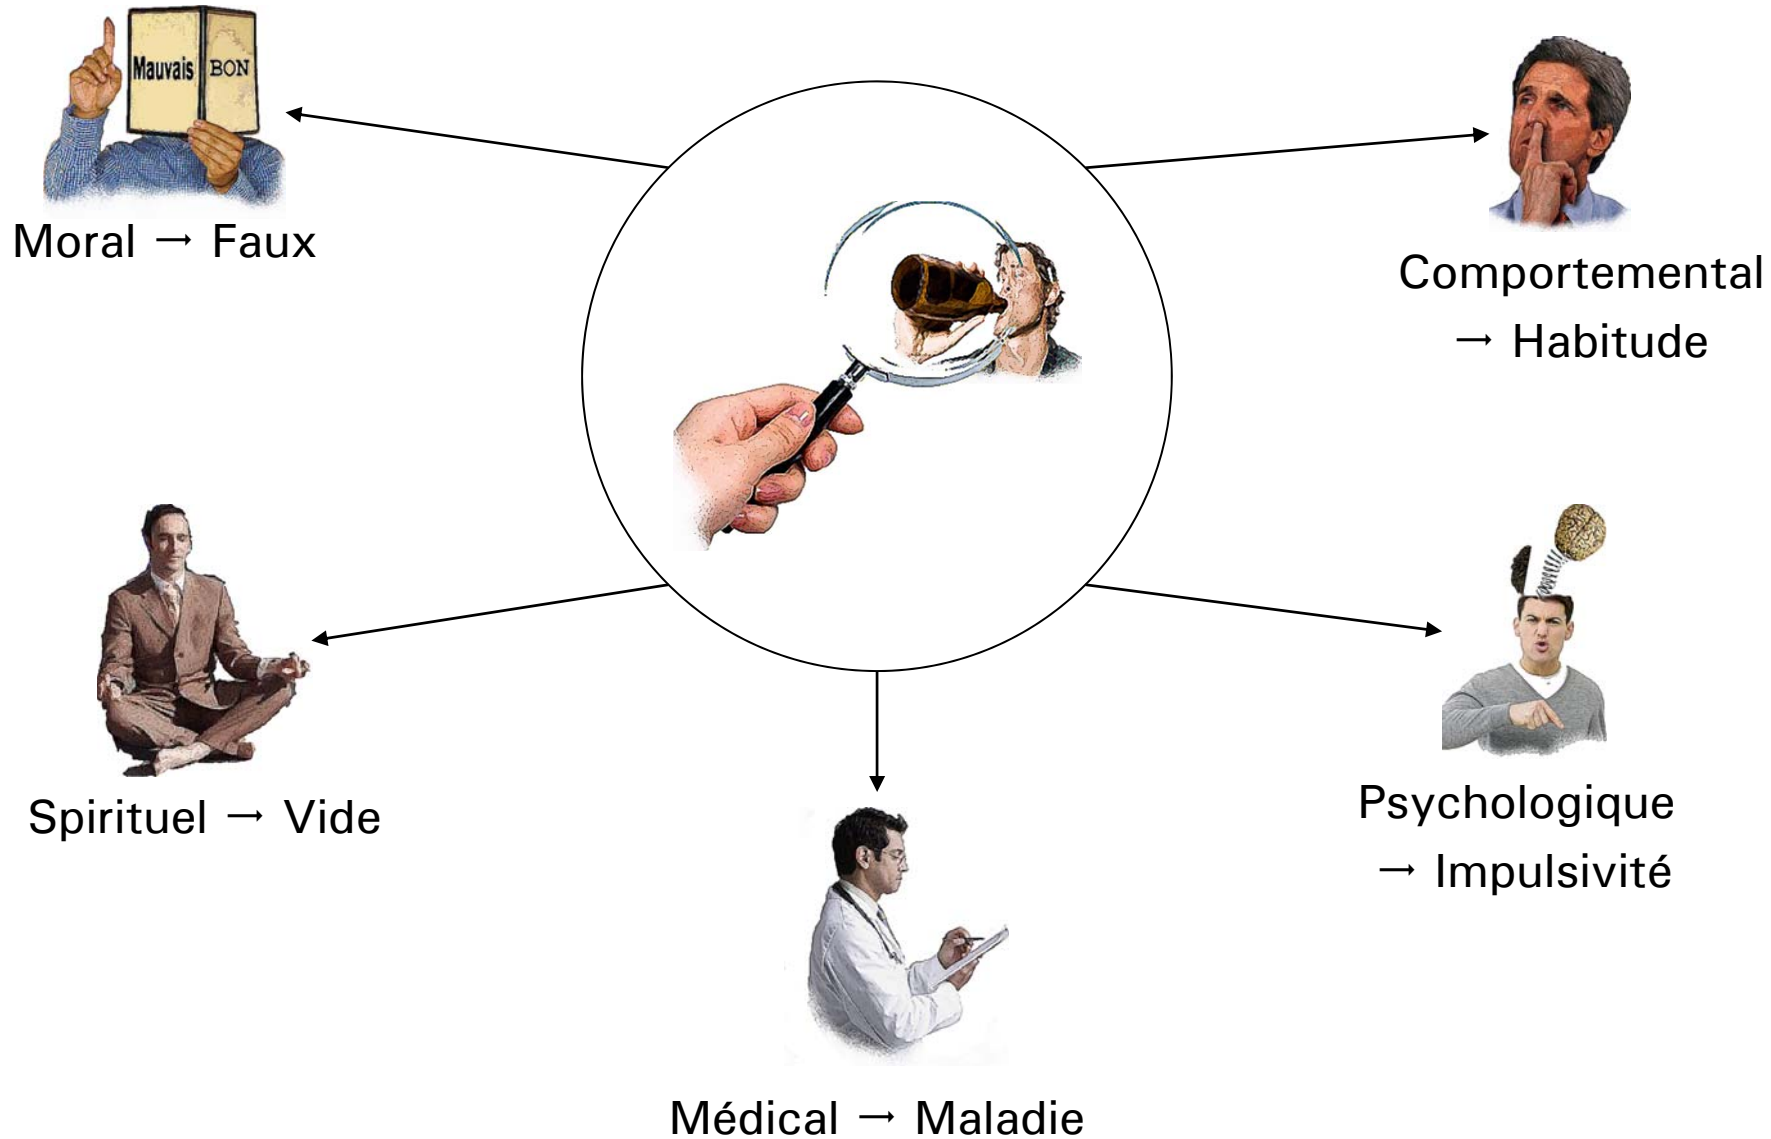 Mauvais BON
Moral → Faux
Comportemental
→ Habitude
Spirituel → Vide
Psychologique
→ Impulsivité
Médical → Maladie